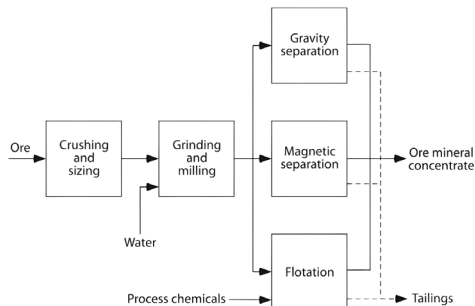 Gravity
separation
Ore
Crushing
and
sizing
Grinding
and
milling
Magnetic
separation
Ore mineral
concentrate
Water
Flotation
Process chemicals
Tailings